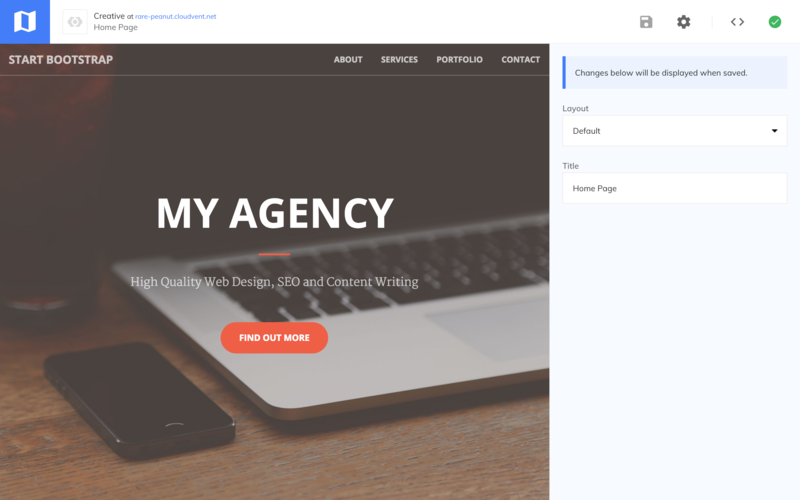 Creative at rare-peanut.cloudvent.net
Home Page
START BOOTSTRAP
ABOUT SERVICES PORTFOLIO CONTACT
MY AGENCY
High Quality Web Design, SEO and Content Writing
FIND OUT MORE
Changes below will be displayed when saved.
Layout
Default
Title
Home Page